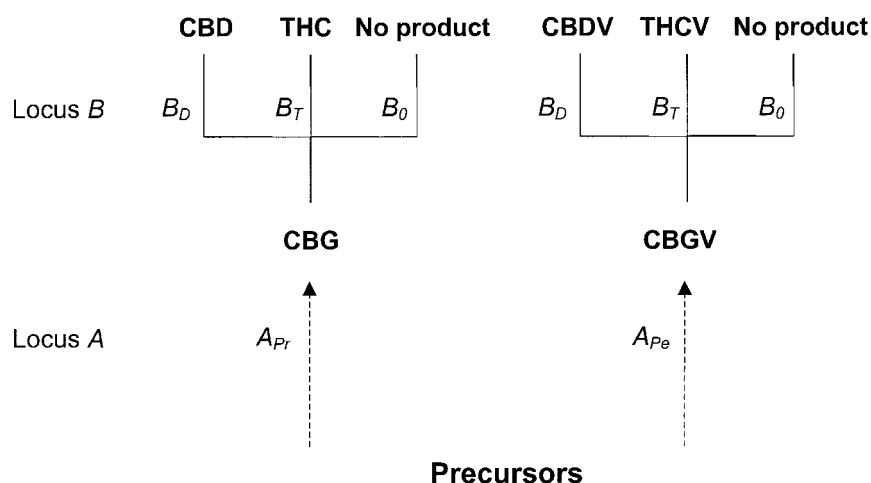 CBD THC No product CBDV THCV No product
Locus B B_D B_T B_0 B_D B_T B_0
CBG CBGV
Locus A A_Pr A_Pe
Precursors